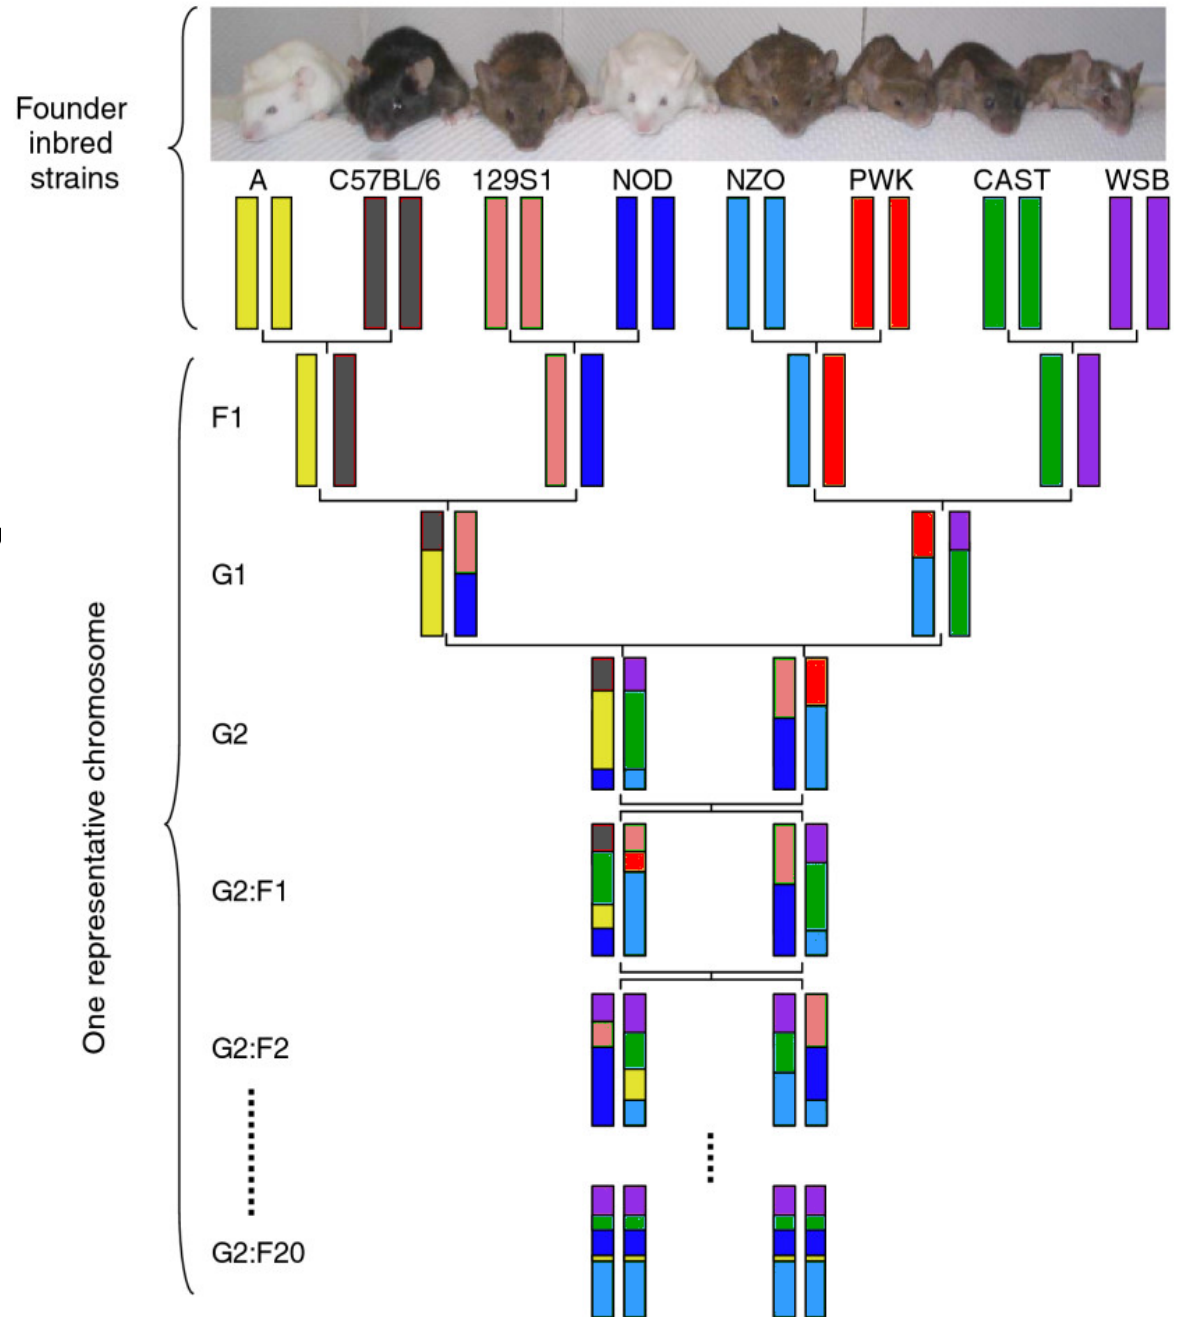 Founder
inbred
strains
A C57BL/6 129S1 NOD NZO PWK CAST WSB
F1
G1
One representative chromosome
G2
G2:F1
G2:F2
G2:F20